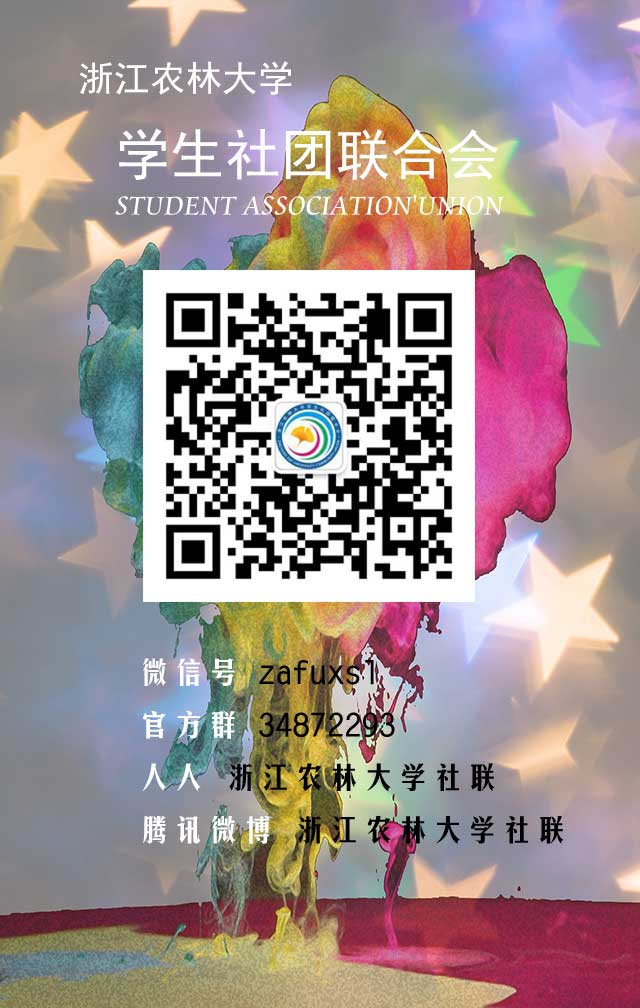 浙江农林大学
学生社团联合会
STUDENT ASSOCIATION'UNION
微信号 zafuxsl
官方群 34872293
人人 浙江农林大学社联
腾讯微博 浙江农林大学社联